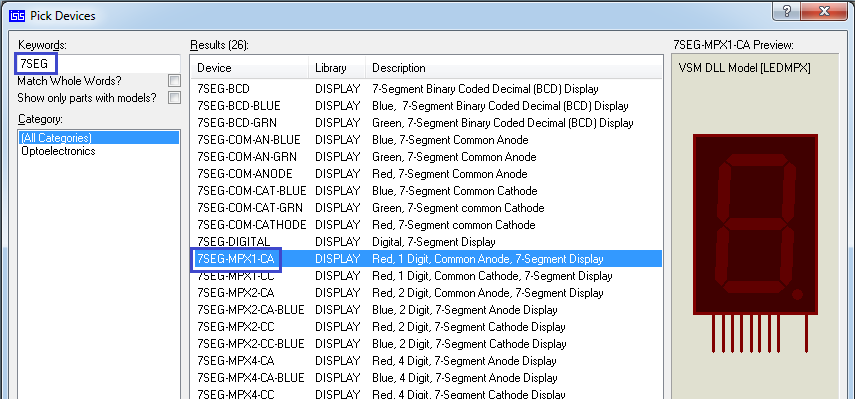 ISIS Pick Devices
Keywords:
7SEG
Match Whole Words?
Show only parts with models?
Category:
(All Categories)
Optoelectronics
Results (26):
Device Library Description
7SEG-BCD DISPLAY 7-Segment Binary Coded Decimal (BCD) Display
7SEG-BCD-BLUE DISPLAY Blue, 7-Segment Binary Coded Decimal (BCD) Display
7SEG-BCD-GRN DISPLAY Green, 7-Segment Binary Coded Decimal (BCD) Display
7SEG-COM-AN-BLUE DISPLAY Blue, 7-Segment Common Anode
7SEG-COM-AN-GRN DISPLAY Green, 7-Segment Common Anode
7SEG-COM-ANODE DISPLAY Red, 7-Segment Common Anode
7SEG-COM-CAT-BLUE DISPLAY Blue, 7-Segment Common Cathode
7SEG-COM-CAT-GRN DISPLAY Green, 7-Segment common Cathode
7SEG-COM-CATHODE DISPLAY Red, 7-Segment common Cathode
7SEG-DIGITAL DISPLAY Digital, 7-Segment Display
7SEG-MPX1-CA DISPLAY Red, 1 Digit, Common Anode, 7-Segment Display
7SEG-MPX1-CC DISPLAY Red, 1 Digit, Common Cathode, 7-Segment Display
7SEG-MPX2-CA DISPLAY Red, 2 Digit, Common Anode, 7-Segment Display
7SEG-MPX2-CA-BLUE DISPLAY Blue, 2 Digit, 7-Segment Anode Display
7SEG-MPX2-CC DISPLAY Red, 2 Digit, 7-Segment Cathode Display
7SEG-MPX2-CC-BLUE DISPLAY Blue, 2 Digit, 7-Segment Cathode Display
7SEG-MPX4-CA DISPLAY Red, 4 Digit, 7-Segment Anode Display
7SEG-MPX4-CA-BLUE DISPLAY Blue, 4 Digit, 7-Segment Anode Display
7SEG-MPX4-CC DISPLAY Red, 4 Digit, 7-Segment Cathode Display
7SEG-MPX1-CA Preview:
VSM DLL Model [LEDMPX]